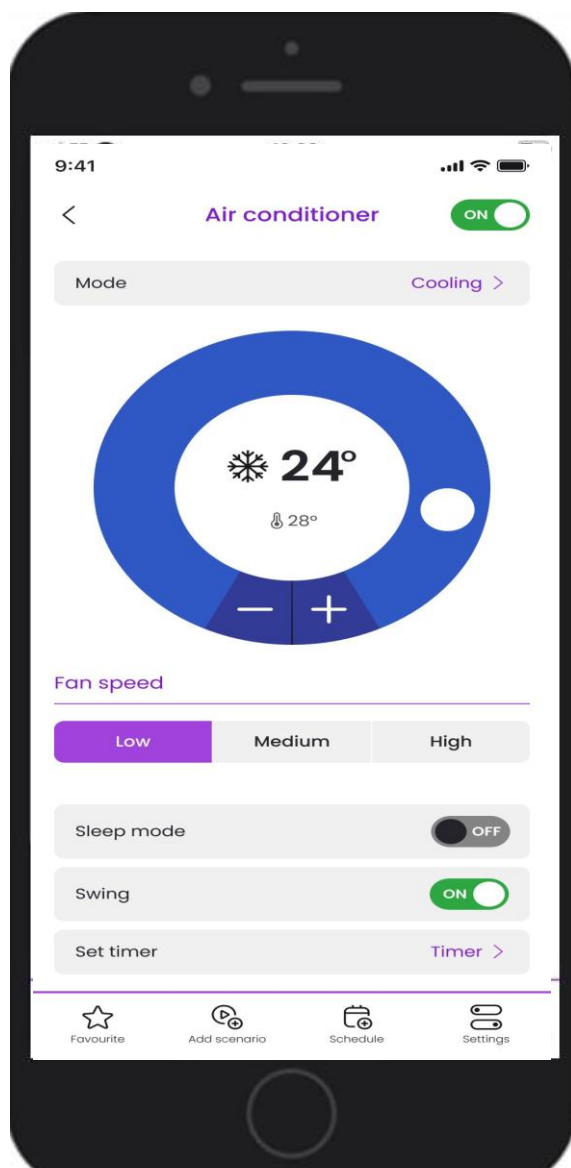 9:41
Air conditioner ON
Mode Cooling >
24°
28°
− +
Fan speed
Low Medium High
Sleep mode OFF
Swing ON
Set timer Timer >
Favourite Add scenario Schedule Settings